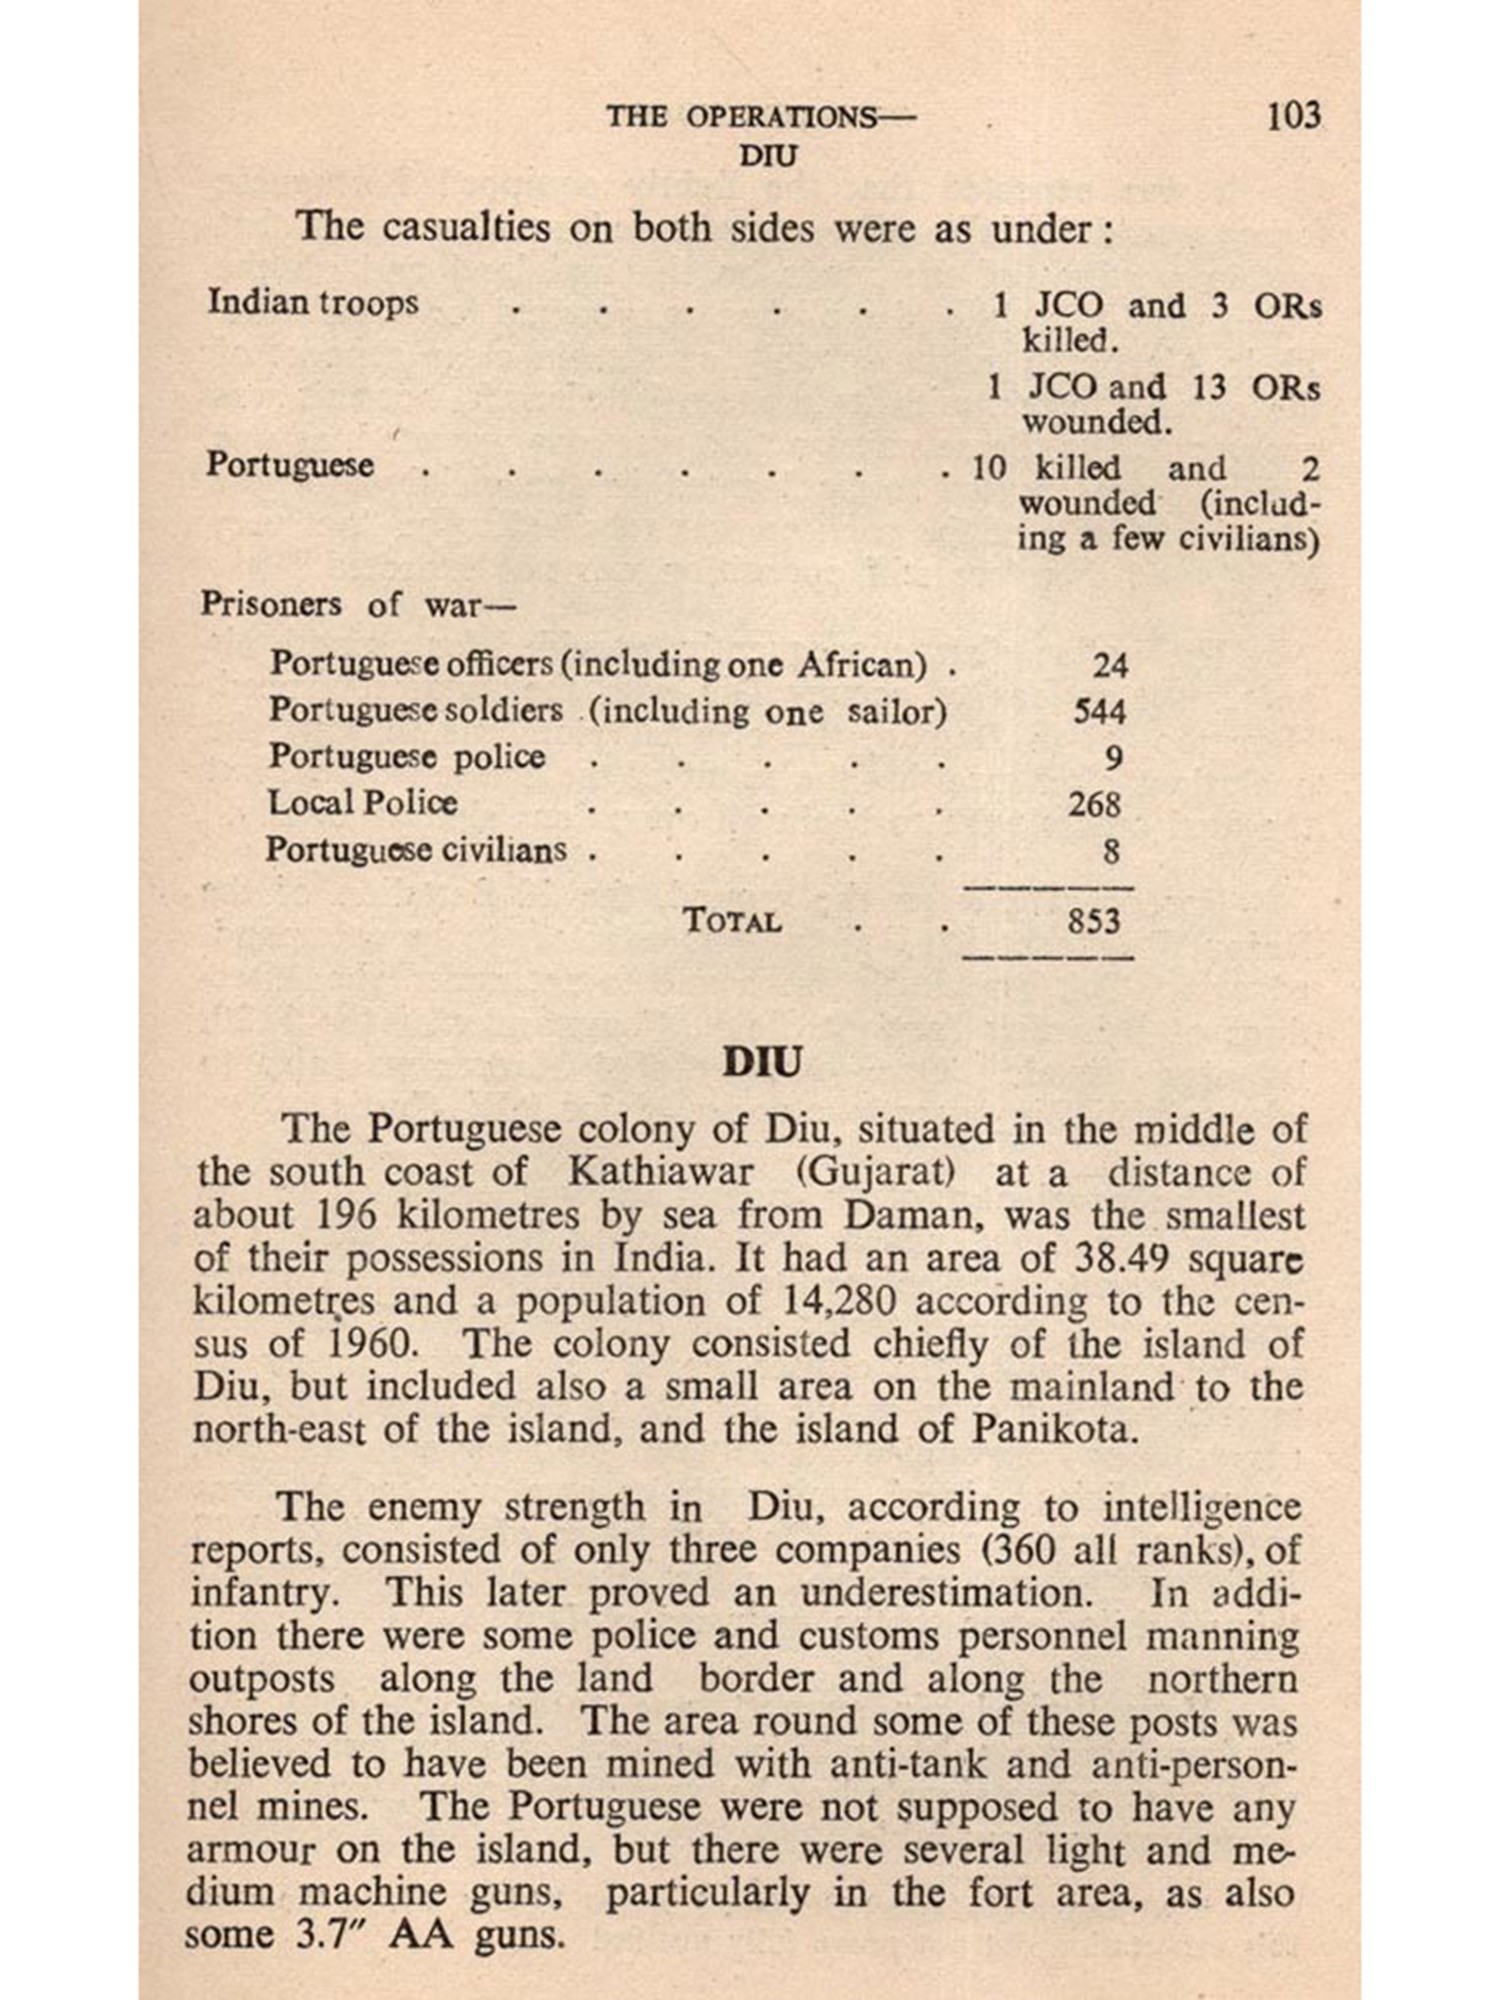 THE OPERATIONS— 103
DIU
The casualties on both sides were as under :
Indian troops . . . . . . 1 JCO and 3 ORs
killed.
1 JCO and 13 ORs
wounded.
Portuguese . . . . . . . 10 killed and 2
wounded (includ-
ing a few civilians)
Prisoners of war—
Portuguese officers (including one African) . 24
Portuguese soldiers (including one sailor) 544
Portuguese police . . . . . 9
Local Police . . . . . 268
Portuguese civilians . . . . . 8
TOTAL . . 853
DIU
The Portuguese colony of Diu, situated in the middle of
the south coast of Kathiawar (Gujarat) at a distance of
about 196 kilometres by sea from Daman, was the smallest
of their possessions in India. It had an area of 38.49 square
kilometres and a population of 14,280 according to the cen-
sus of 1960. The colony consisted chiefly of the island of
Diu, but included also a small area on the mainland to the
north-east of the island, and the island of Panikota.
The enemy strength in Diu, according to intelligence
reports, consisted of only three companies (360 all ranks), of
infantry. This later proved an underestimation. In addi-
tion there were some police and customs personnel manning
outposts along the land border and along the northern
shores of the island. The area round some of these posts was
believed to have been mined with anti-tank and anti-person-
nel mines. The Portuguese were not supposed to have any
armour on the island, but there were several light and me-
dium machine guns, particularly in the fort area, as also
some 3.7″ AA guns.